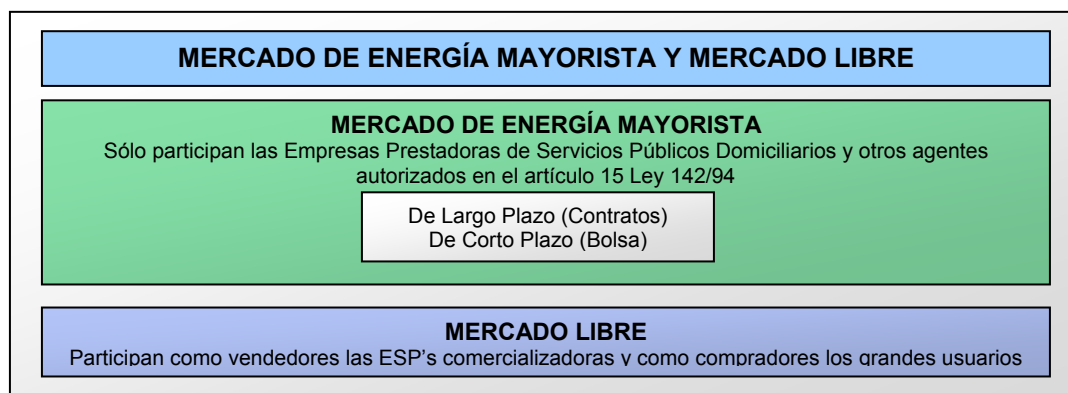 MERCADO DE ENERGÍA MAYORISTA Y MERCADO LIBRE
MERCADO DE ENERGÍA MAYORISTA
Sólo participan las Empresas Prestadoras de Servicios Públicos Domiciliarios y otros agentes
autorizados en el artículo 15 Ley 142/94
De Largo Plazo (Contratos)
De Corto Plazo (Bolsa)
MERCADO LIBRE
Participan como vendedores las ESP's comercializadoras y como compradores los grandes usuarios